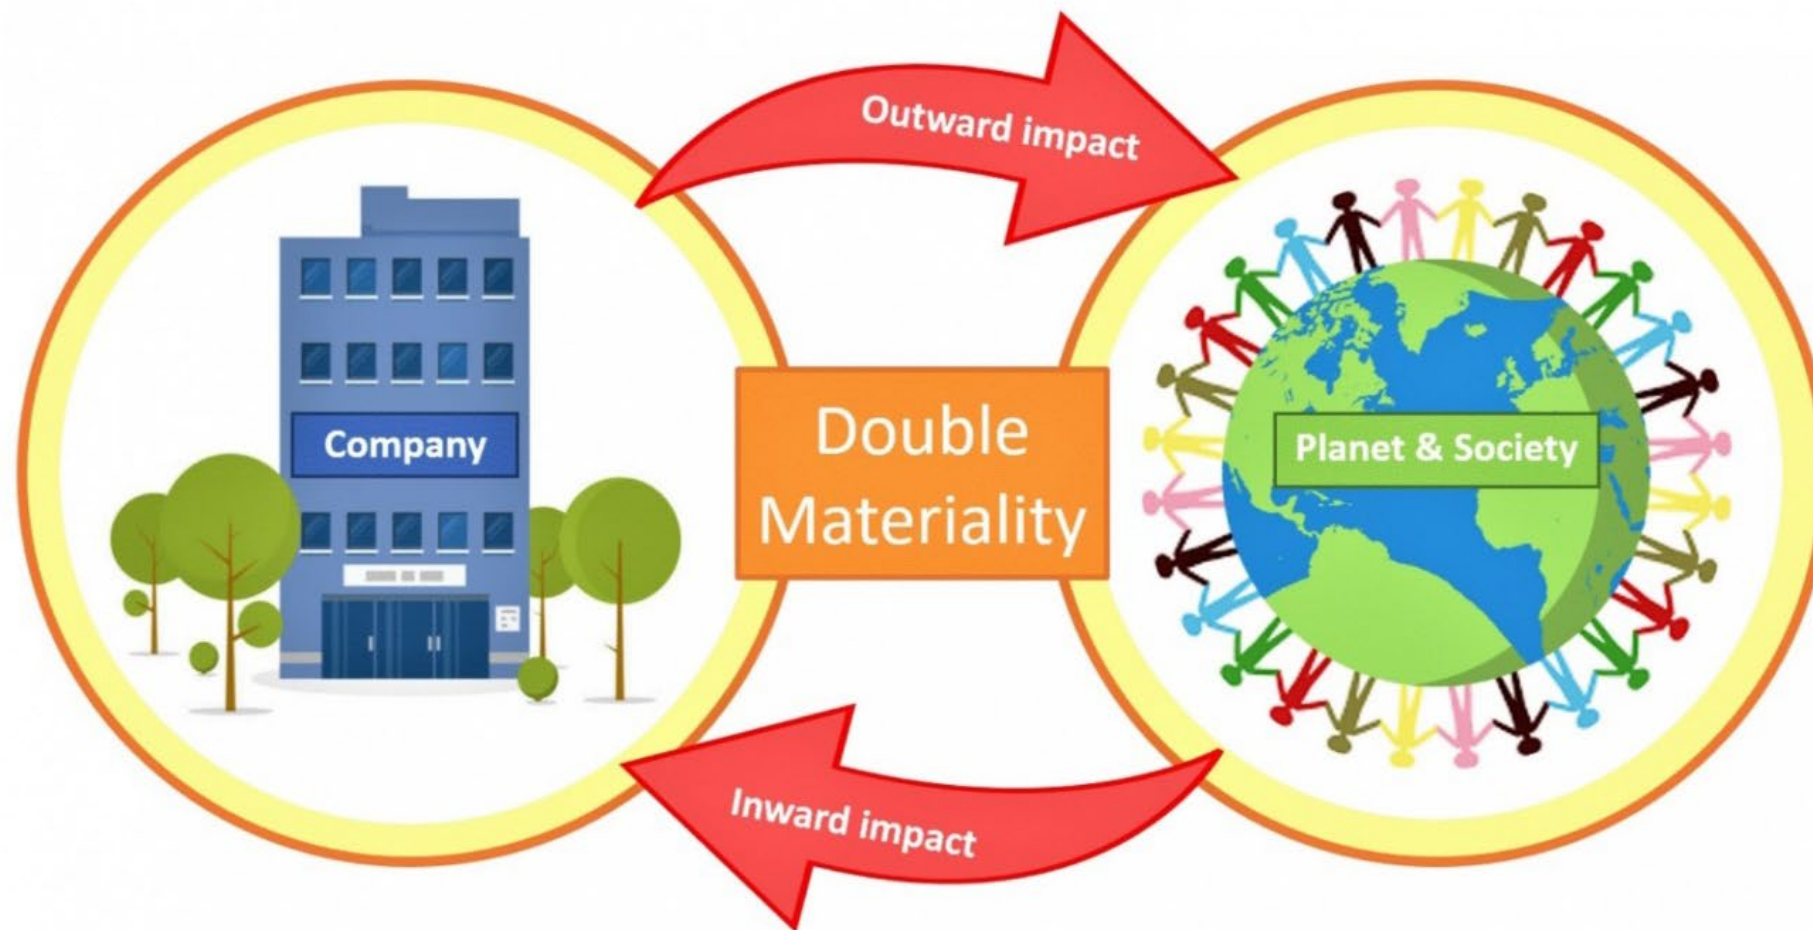 Outward impact
Company
Double
Materiality
Planet & Society
Inward impact